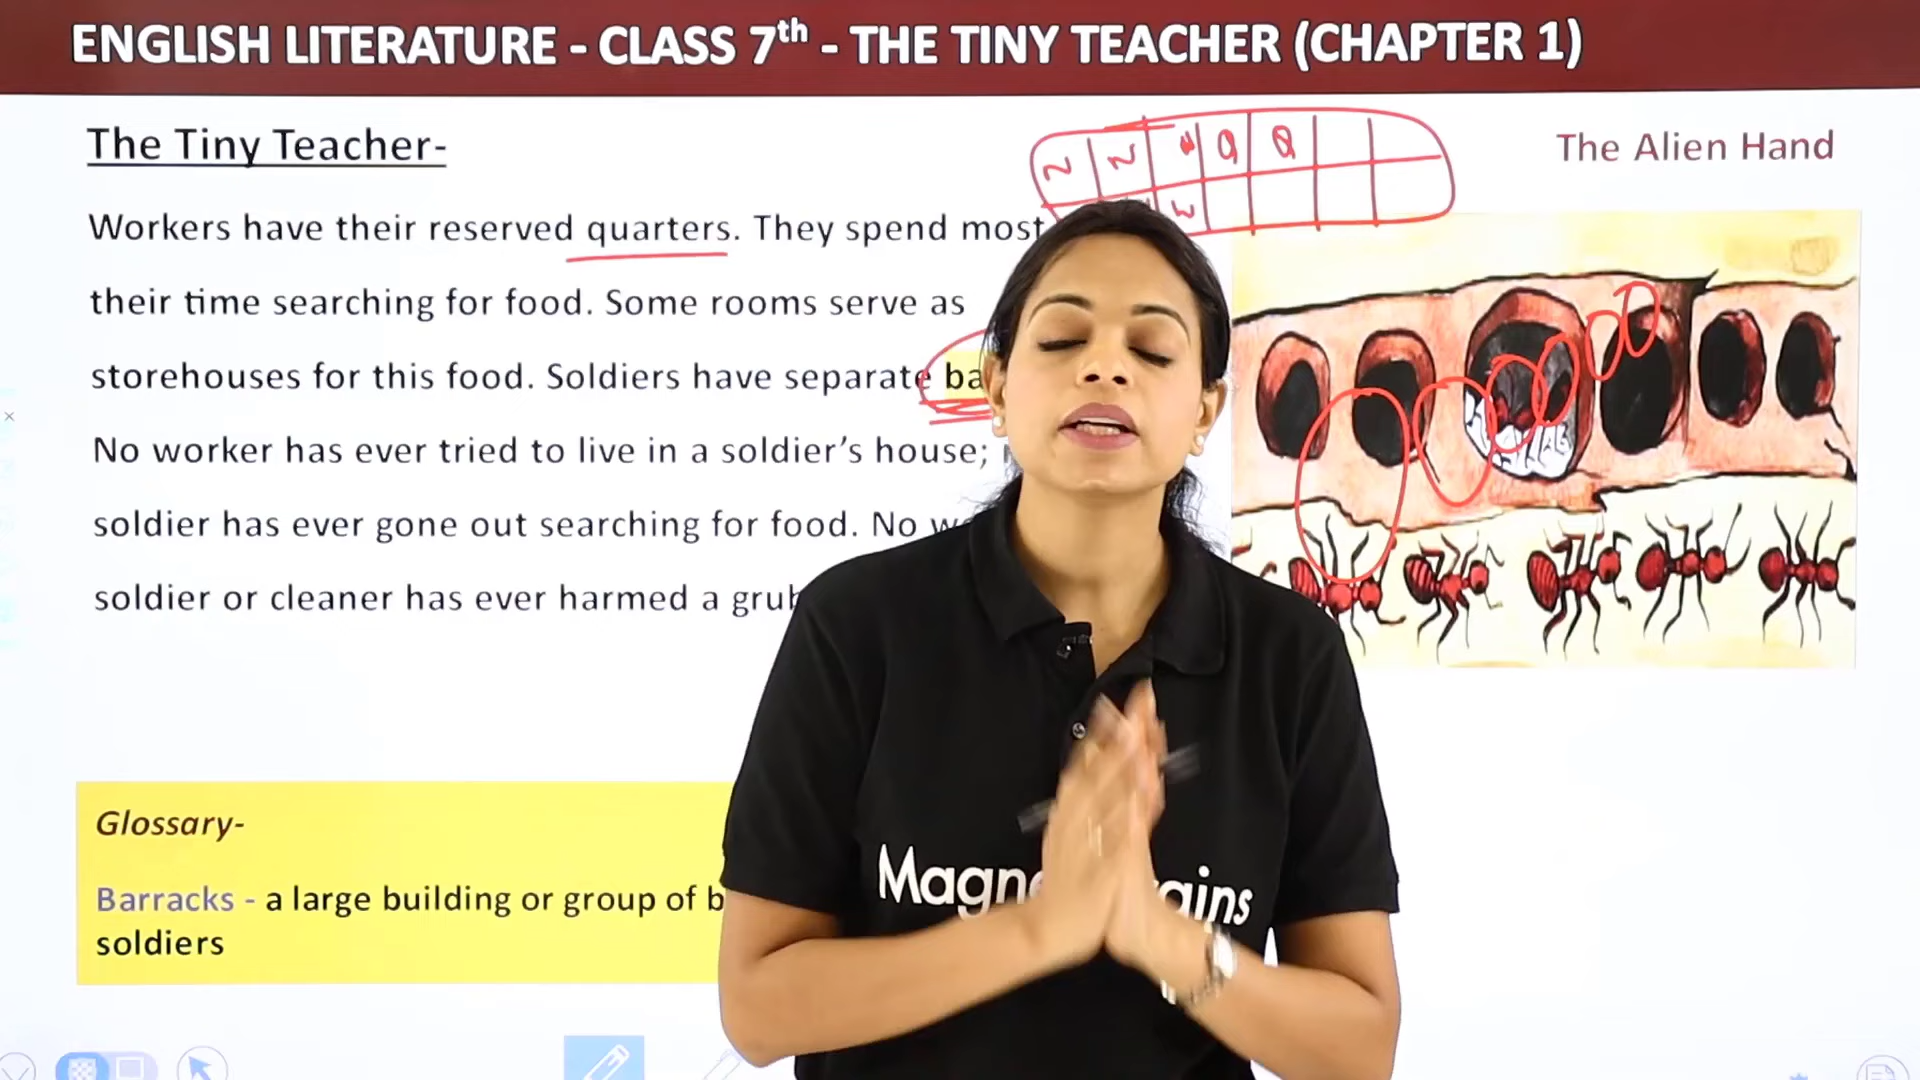 ENGLISH LITERATURE - CLASS 7th - THE TINY TEACHER (CHAPTER 1)
The Tiny Teacher-
The Alien Hand
N N Q Q
W
Workers have their reserved quarters. They spend most
their time searching for food. Some rooms serve as
storehouses for this food. Soldiers have separate ba
No worker has ever tried to live in a soldier’s house;
soldier has ever gone out searching for food. No
soldier or cleaner has ever harmed a grub
Glossary-
Barracks - a large building or group of b
soldiers
Magne ains